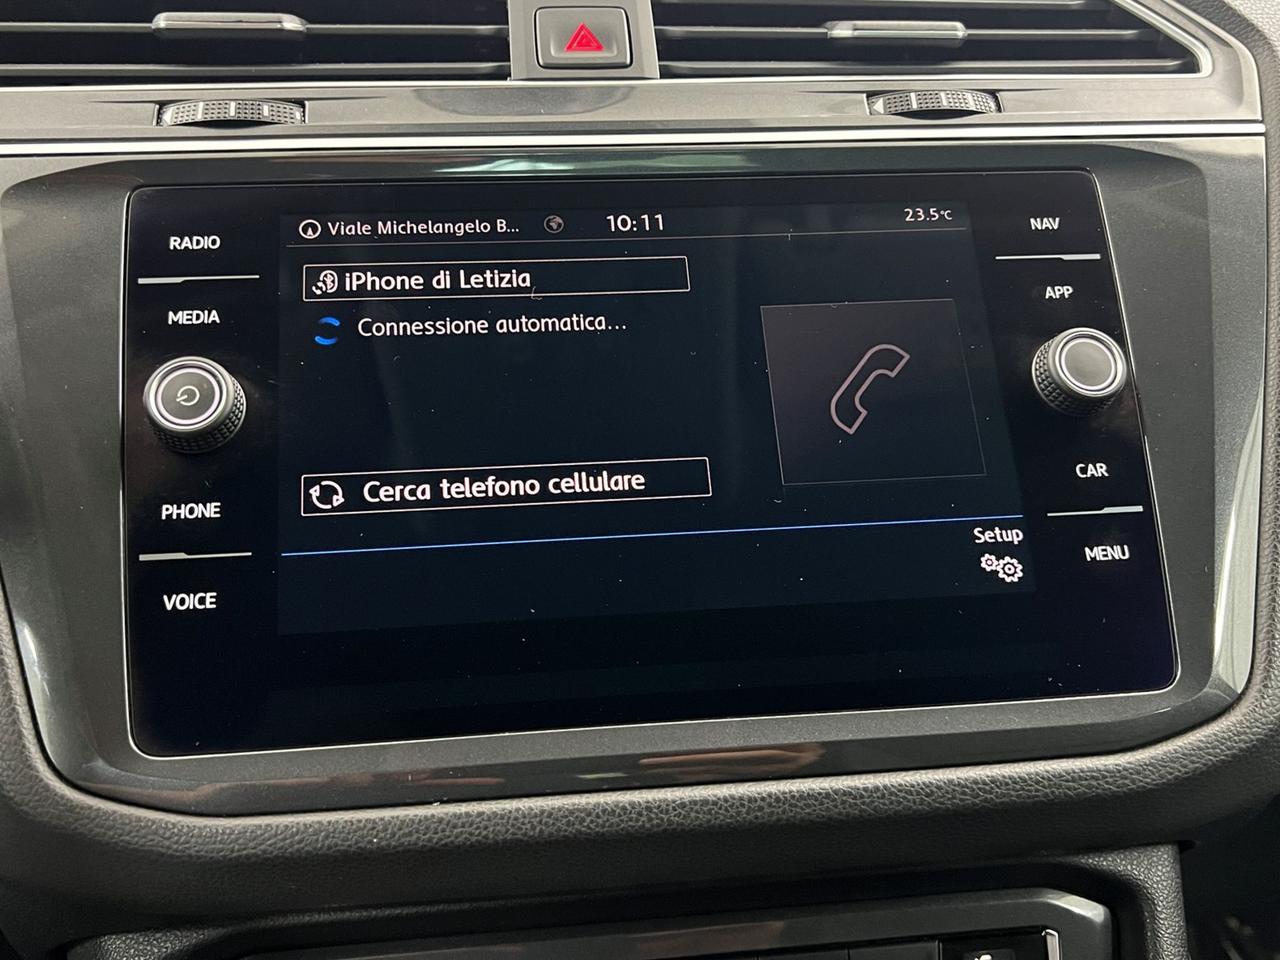 RADIO
MEDIA
PHONE
VOICE
Viale Michelangelo B...
10:11
23.5°C
iPhone di Letizia
Connessione automatica...
Cerca telefono cellulare
Setup
NAV
APP
CAR
MENU